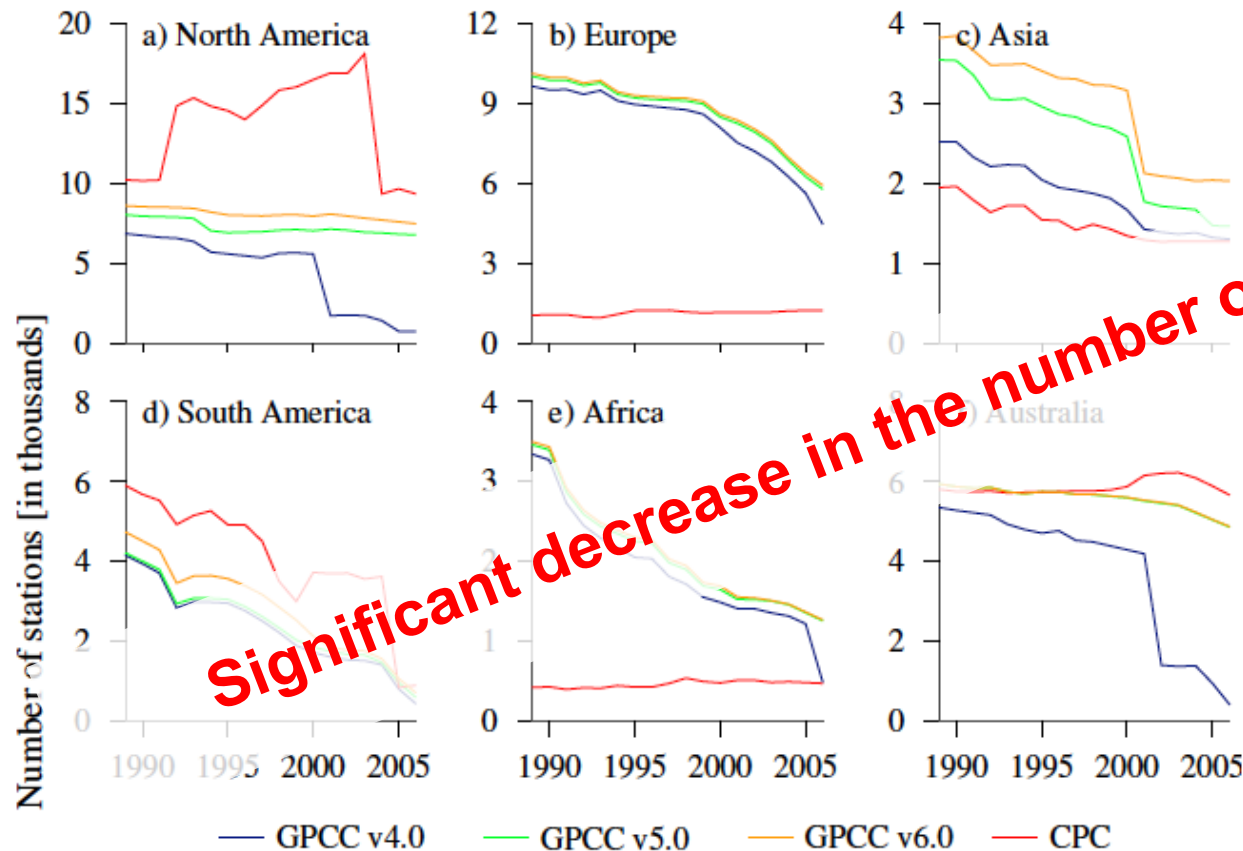 Number of stations [in thousands]
a) North America
20
15
10
5
0
b) Europe
12
9
6
3
0
c) Asia
4
3
2
1
0
d) South America
8
6
4
2
0
1990 1995 2000 2005
e) Africa
4
3
2
1
0
1990 1995 2000 2005
Australia
8
6
4
2
0
1990 1995 2000 2005
Significant decrease in the number
GPCC v4.0 GPCC v5.0 GPCC v6.0 CPC